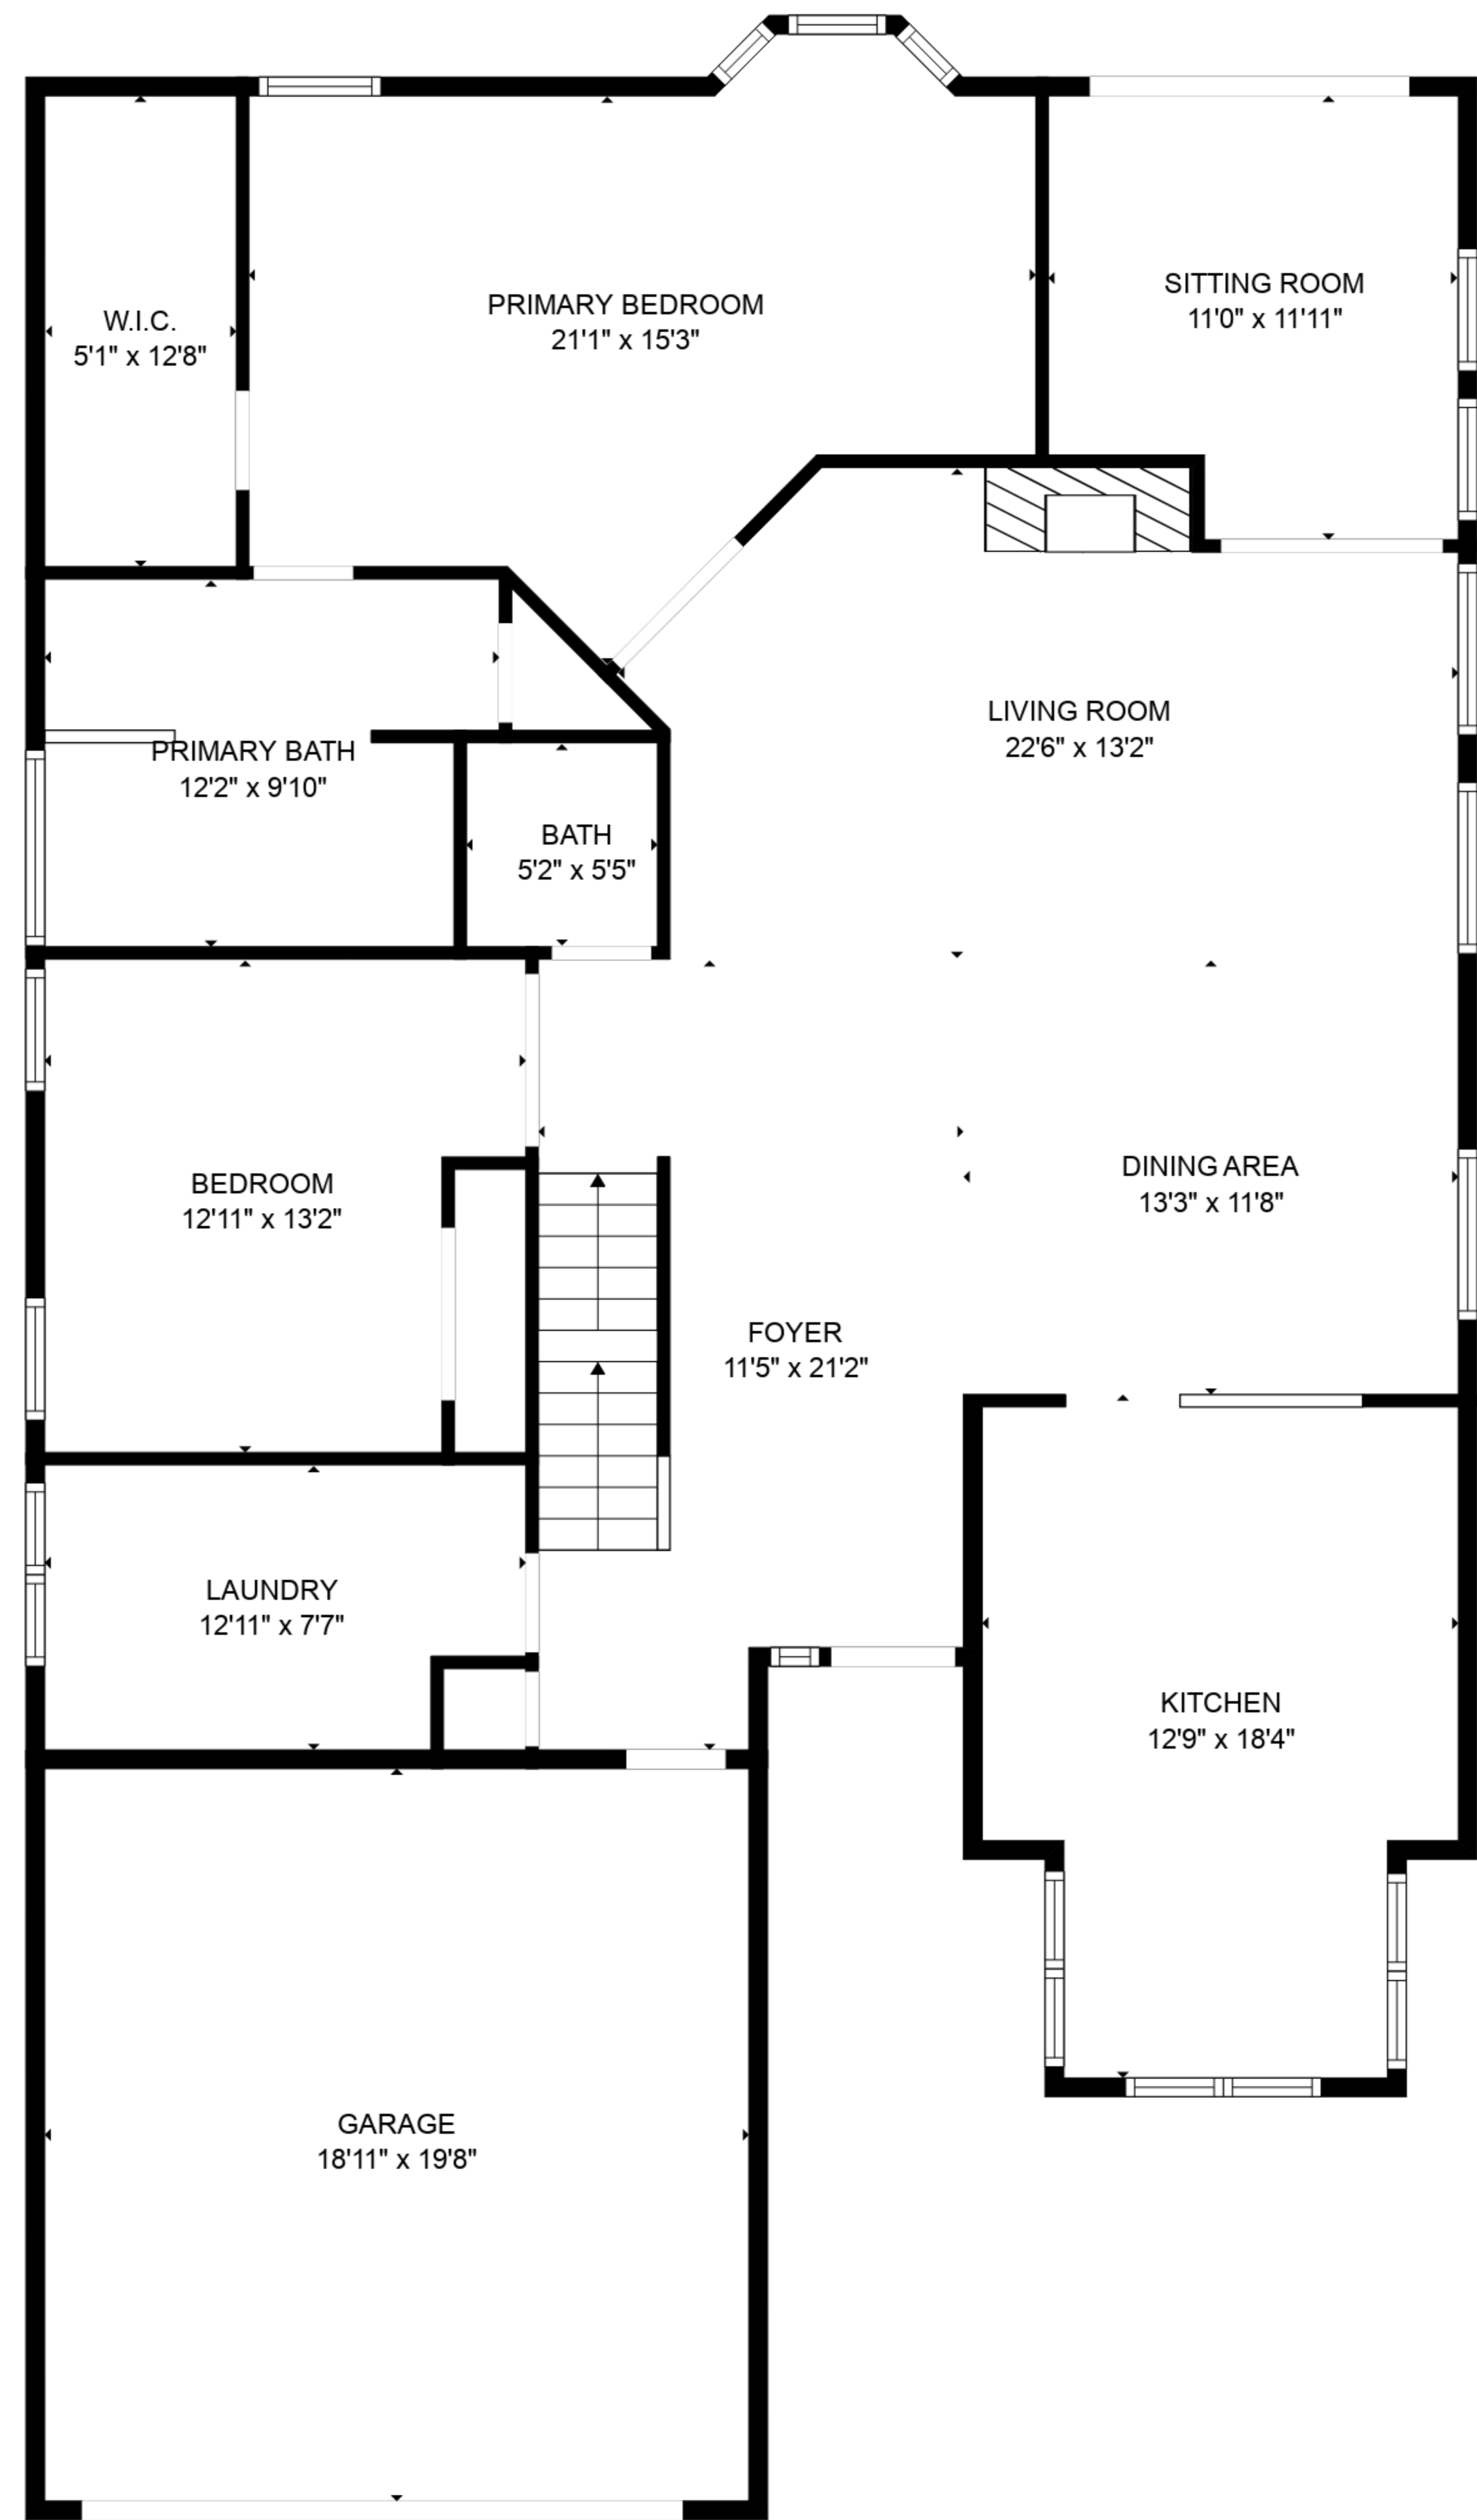 W.I.C.
5'1" x 12'8"
PRIMARY BEDROOM
21'1" x 15'3"
SITTING ROOM
11'0" x 11'11"
PRIMARY BATH
12'2" x 9'10"
BATH
5'2" x 5'5"
LIVING ROOM
22'6" x 13'2"
BEDROOM
12'11" x 13'2"
DINING AREA
13'3" x 11'8"
FOYER
11'5" x 21'2"
LAUNDRY
12'11" x 7'7"
KITCHEN
12'9" x 18'4"
GARAGE
18'11" x 19'8"